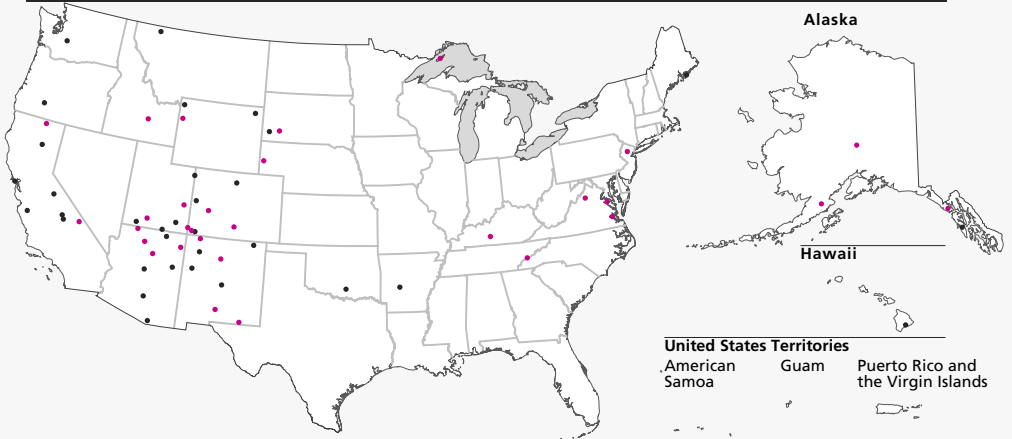 Alaska
Hawaii
United States Territories
American
Samoa
Guam
Puerto Rico and
the Virgin Islands